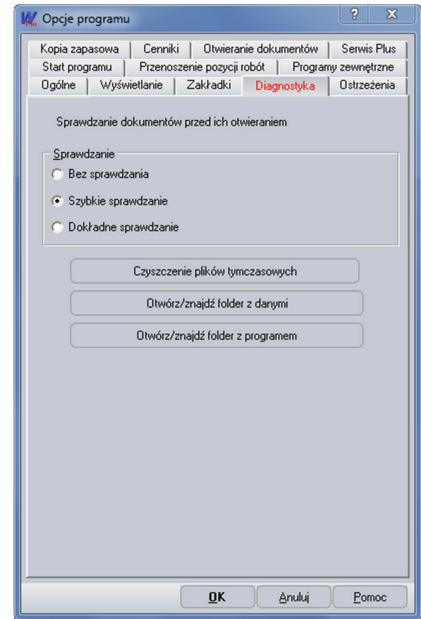 Opcje programu
Kopia zapasowa Cenniki Otwieranie dokumentów Serwis Plus
Start programu Przenoszenie pozycji robót Programy zewnętrzne
Ogólne Wyświetlanie Zakładki Diagnostyka Ostrzeżenia
Sprawdzanie dokumentów przed ich otwieraniem
Sprawdzanie
Bez sprawdzania
Szybkie sprawdzanie
Dokładne sprawdzanie
Czyszczenie plików tymczasowych
Otwórz/znajdź folder z danymi
Otwórz/znajdź folder z programem
OK Anuluj Pomoc